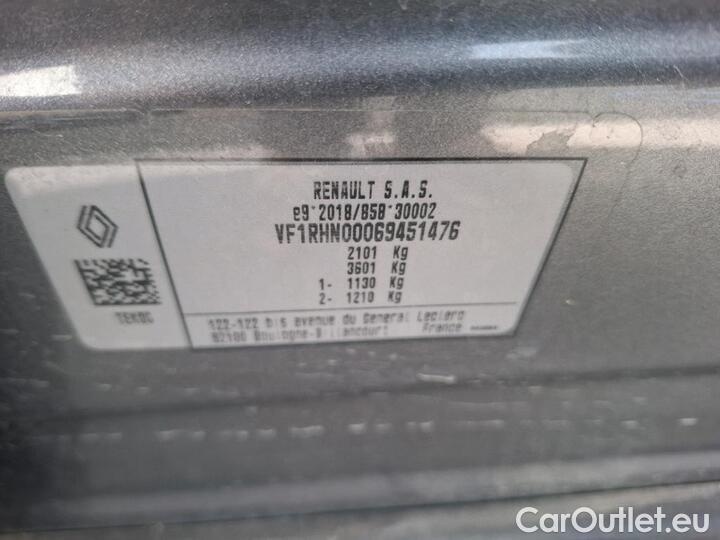 RENAULT S.A.S.
e9*2018/858*30002
VF1RHN00069451476
2101 Kg
3601 Kg
1- 1130 Kg
2- 1210 Kg
122-122 bis avenue du General Leclerc
92100 Boulogne-Billancourt France
CarOutlet.eu